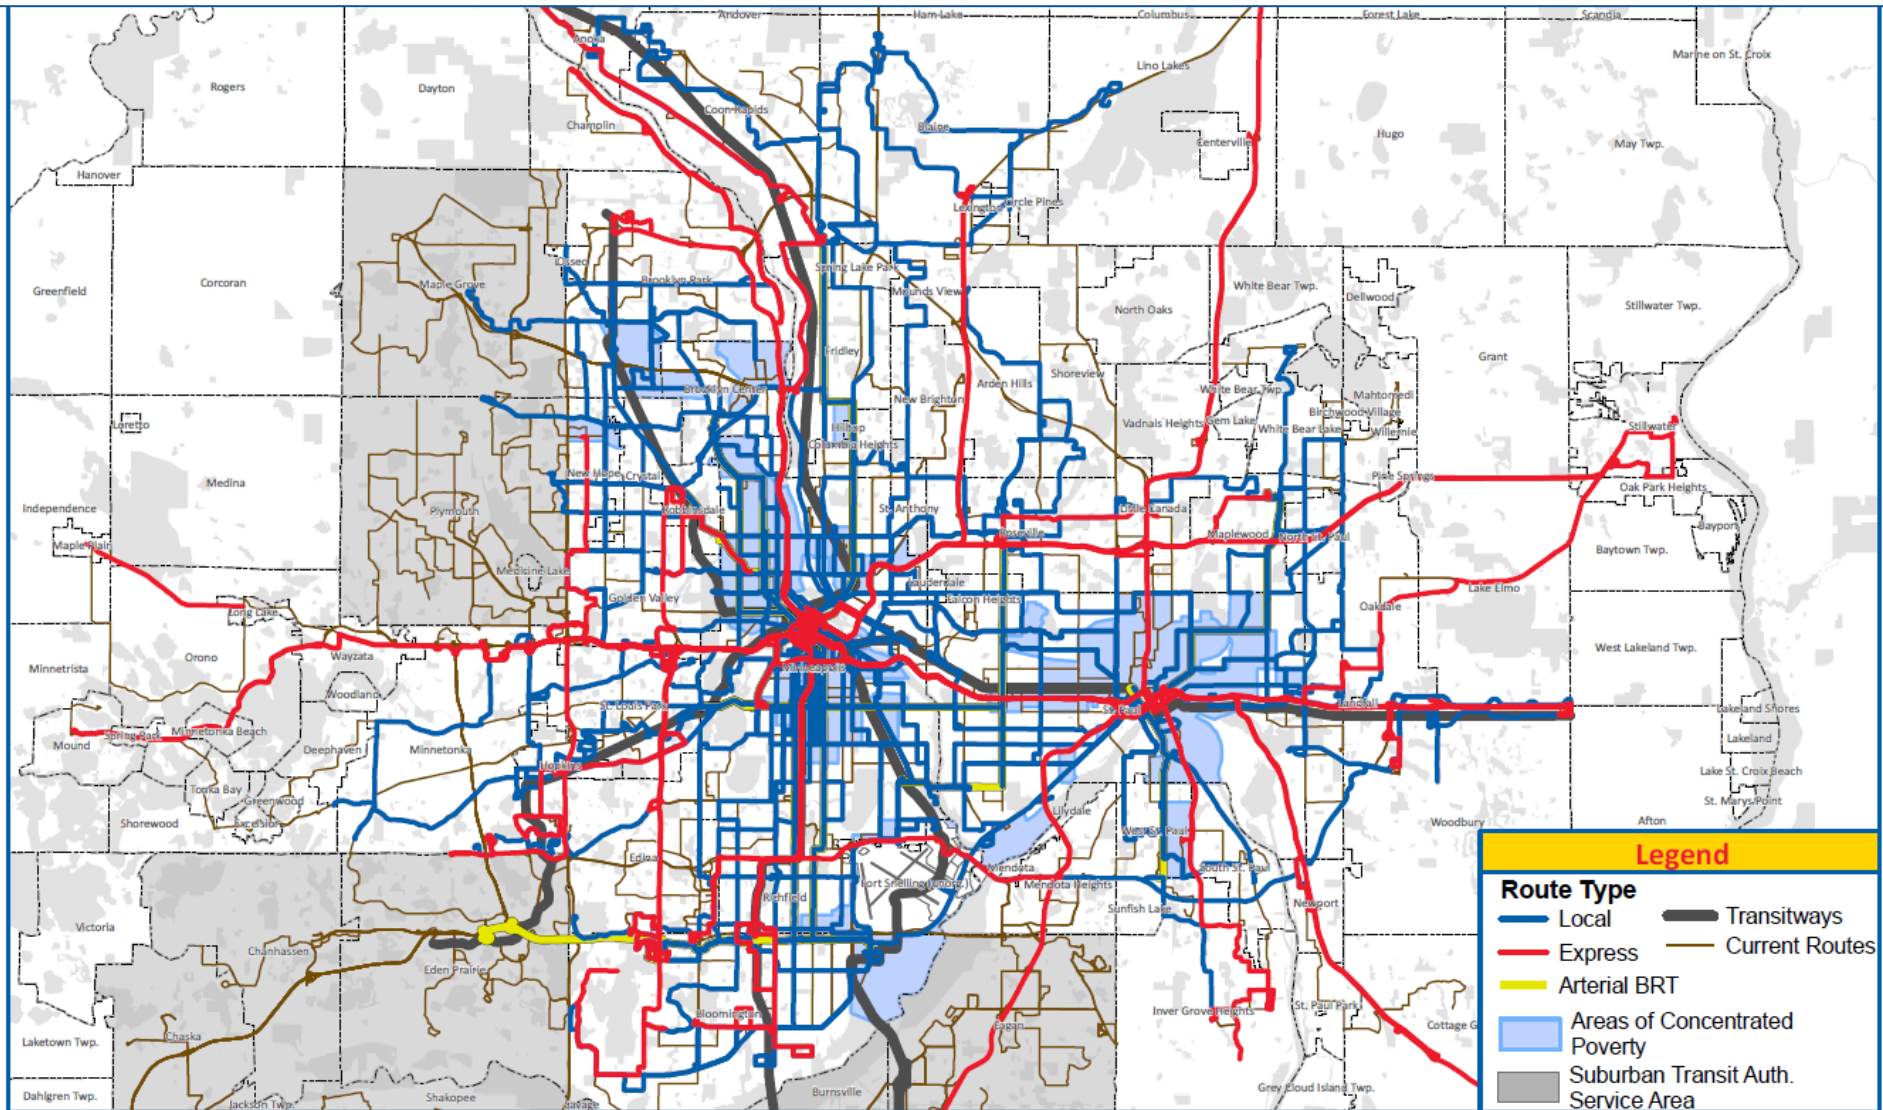 Andover
Ham Lake
Columbus
Forest Lake
Scandia
Anoka
Marine on St. Croix
Lino Lakes
Rogers
Dayton
Coon Rapids
Champlin
Blaine
Centerville
Hugo
May Twp.
Hanover
Lexington
Circle Pines
Osseo
Spring Lake Park
Brooklyn Park
Corcoran
Maple Grove
Greenfield
Mounds View
White Bear Twp.
Dellwood
North Oaks
Stillwater Twp.
Fridley
Grant
Shoreview
Arden Hills
Brooklyn Center
White Bear Twp.
Mahtomedi
New Brighton
Birchwood Village
Loretto
Hilltop
Vadnais Heights
Gem Lake
White Bear Lake
Willernie
Stillwater
Columbia Heights
New Hope
Crystal
Pine Springs
Medina
Oak Park Heights
Independence
Plymouth
Robbinsdale
St. Anthony
Little Canada
Bayport
Maple Plain
Roseville
Maplewood
North St. Paul
Baytown Twp.
Medicine Lake
Lauderdale
Lake Elmo
Golden Valley
Falcon Heights
Oakdale
Long Lake
West Lakeland Twp.
Orono
Wayzata
Minnetrista
Minneapolis
Woodland
St. Louis Park
St. Paul
Landfall
Lakeland Shores
Spring Park
Minnetonka Beach
Mound
Deephaven
Minnetonka
Lakeland
Hopkins
Lake St. Croix Beach
Tonka Bay
Greenwood
St. Marys Point
Shorewood
Excelsior
Lilydale
West St. Paul
Woodbury
Afton
Edina
Mendota
South St. Paul
Fort Snelling (unorg.)
Mendota Heights
Richfield
Newport
Sunfish Lake
Victoria
Chanhassen
Eden Prairie
Bloomington
Inver Grove Heights
St. Paul Park
Eagan
Cottage G
Chaska
Laketown Twp.
Grey Cloud Island Twp.
Burnsville
Dahlgren Twp.
Jackson Twp.
Shakopee
Savage
Legend
Route Type
Local
Transitways
Express
Current Routes
Arterial BRT
Areas of Concentrated
Poverty
Suburban Transit Auth.
Service Area